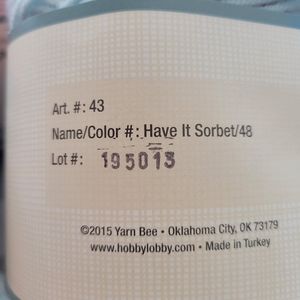 Art. #: 43
Name/Color #: Have It Sorbet/48
Lot #: 195013
©2015 Yarn Bee • Oklahoma City, OK 73179
www.hobbylobby.com • Made in Turkey